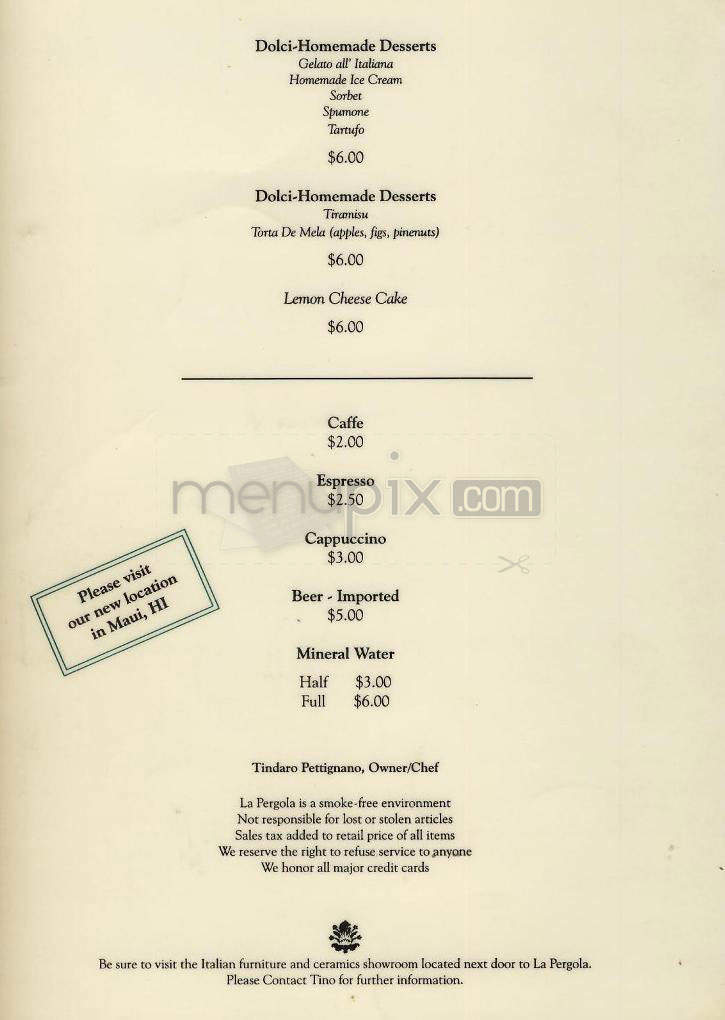 Dolci-Homemade Desserts
Gelato all' Italiana
Homemade Ice Cream
Sorbet
Spumone
Tartufo
$6.00
Dolci-Homemade Desserts
Tiramisu
Torta De Mela (apples, figs, pinenuts)
$6.00
Lemon Cheese Cake
$6.00
Caffe
$2.00
Espresso
$2.50
menupix.com
Cappuccino
$3.00
Please visit
our new location
in Maui, HI
Beer - Imported
$5.00
Mineral Water
Half $3.00
Full $6.00
Tindaro Pettignano, Owner/Chef
La Pergola is a smoke-free environment
Not responsible for lost or stolen articles
Sales tax added to retail price of all items
We reserve the right to refuse service to anyone
We honor all major credit cards
Be sure to visit the Italian furniture and ceramics showroom located next door to La Pergola.
Please Contact Tino for further information.